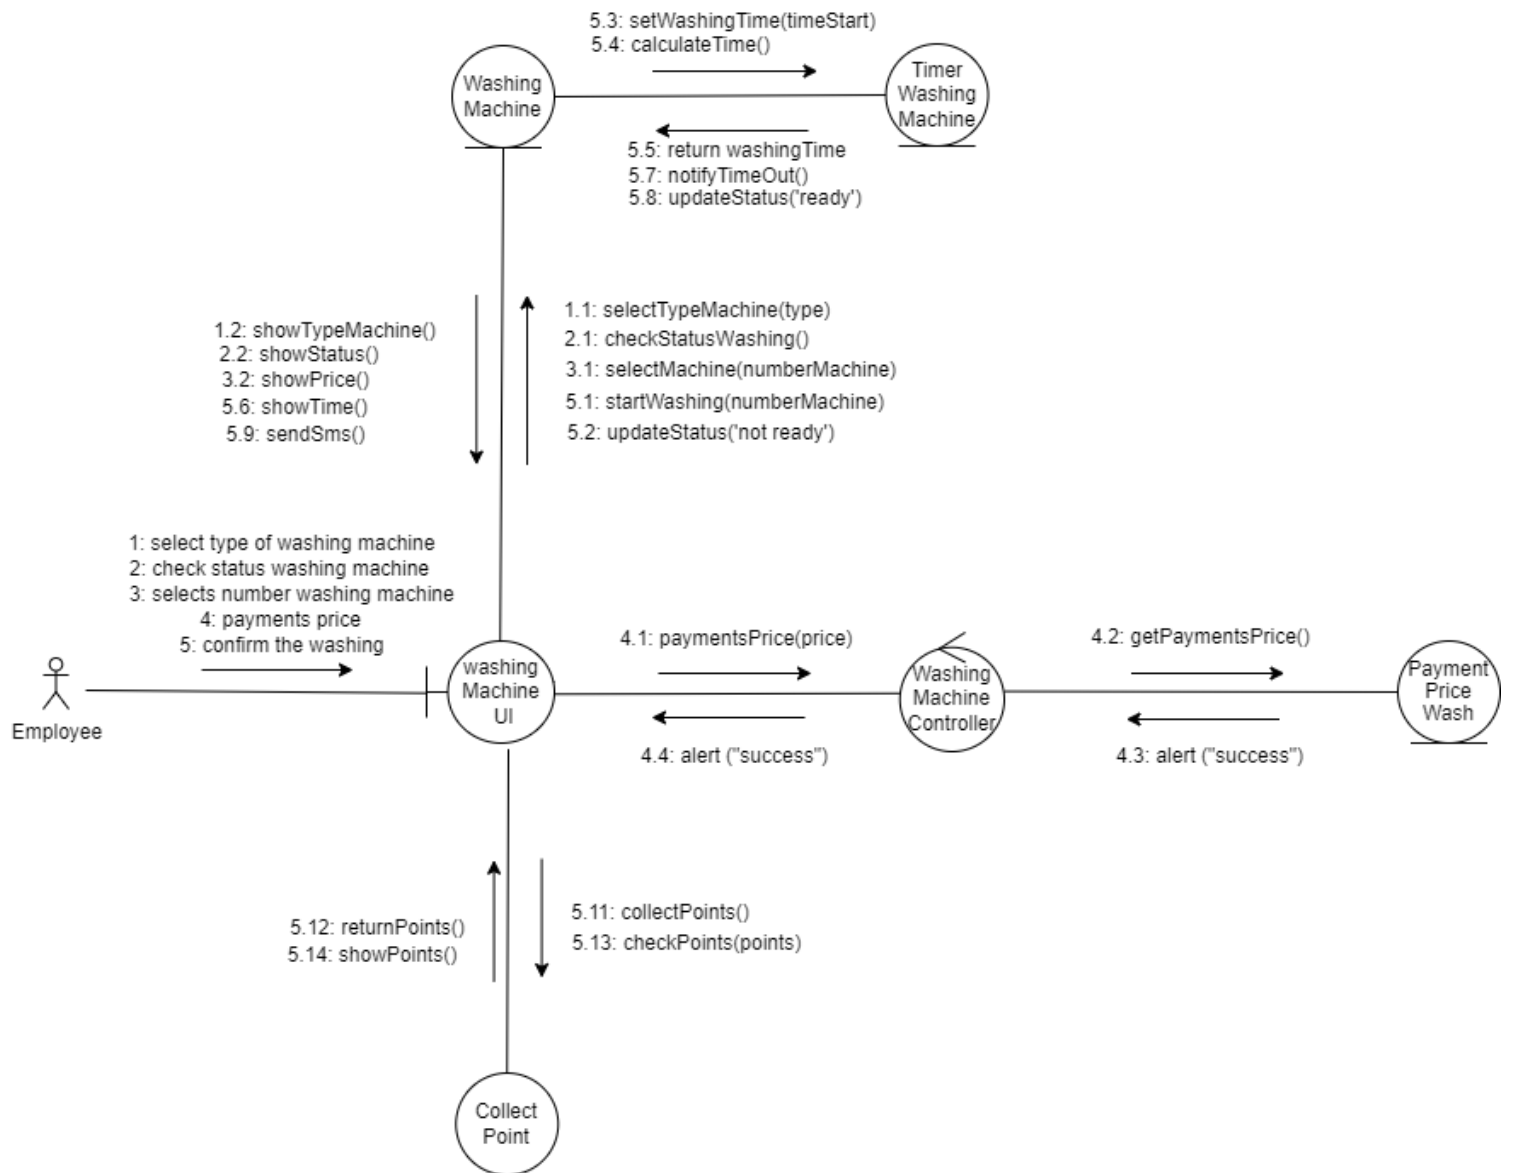 5.3: setWashingTime(timeStart)
5.4: calculateTime()
Washing
Machine
Timer
Washing
Machine
5.5: return washingTime
5.7: notifyTimeOut()
5.8: updateStatus('ready')
1.2: showTypeMachine()
2.2: showStatus()
3.2: showPrice()
5.6: showTime()
5.9: sendSms()
1.1: selectTypeMachine(type)
2.1: checkStatusWashing()
3.1: selectMachine(numberMachine)
5.1: startWashing(numberMachine)
5.2: updateStatus('not ready')
1: select type of washing machine
2: check status washing machine
3: selects number washing machine
4: payments price
5: confirm the washing
Employee
washing
Machine
UI
4.1: paymentsPrice(price)
4.4: alert ("success")
Washing
Machine
Controller
4.2: getPaymentsPrice()
4.3: alert ("success")
Payment
Price
Wash
5.12: returnPoints()
5.14: showPoints()
5.11: collectPoints()
5.13: checkPoints(points)
Collect
Point